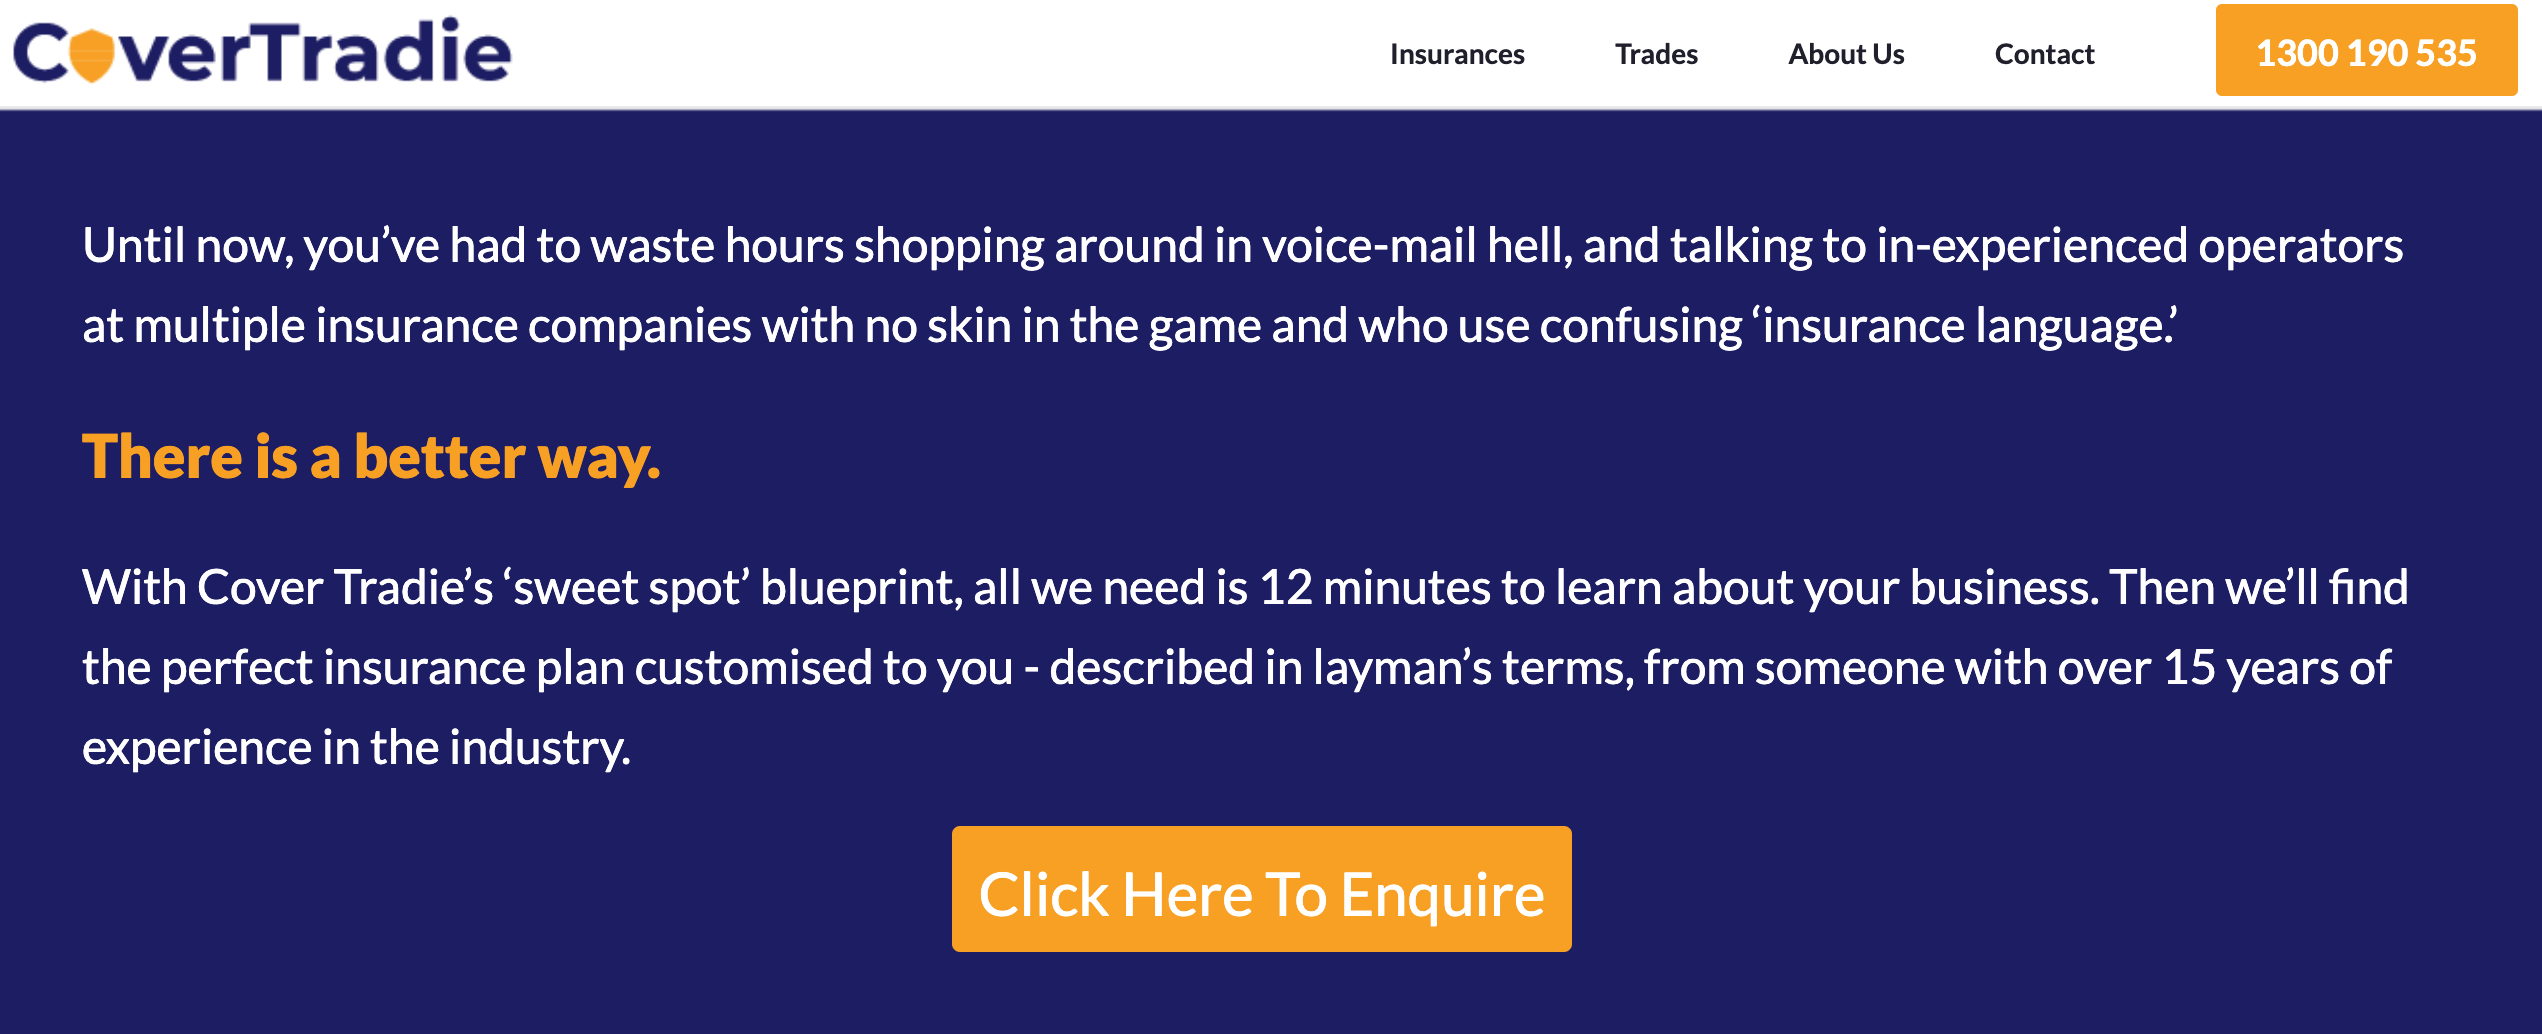 CoverTradie
Insurances
Trades
About Us
Contact
1300 190 535
Until now, you’ve had to waste hours shopping around in voice-mail hell, and talking to in-experienced operators
at multiple insurance companies with no skin in the game and who use confusing ‘insurance language.’
There is a better way.
With Cover Tradie’s ‘sweet spot’ blueprint, all we need is 12 minutes to learn about your business. Then we’ll find
the perfect insurance plan customised to you - described in layman’s terms, from someone with over 15 years of
experience in the industry.
Click Here To Enquire